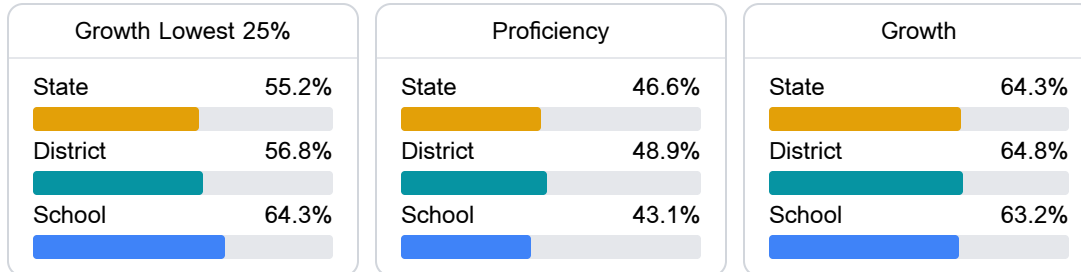 Growth Lowest 25%
State 55.2%
District 56.8%
School 64.3%
Proficiency
State 46.6%
District 48.9%
School 43.1%
Growth
State 64.3%
District 64.8%
School 63.2%